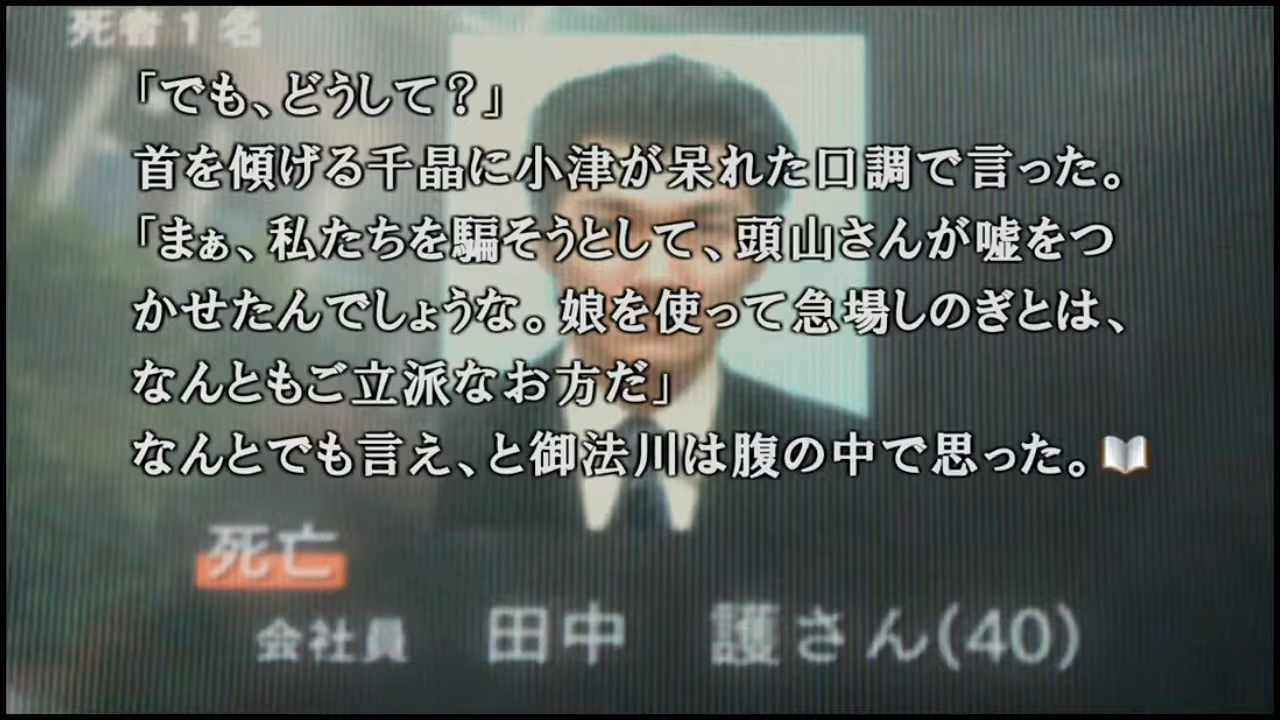 死者1名
「でも、どうして？」
首を傾げる千晶に小津が呆れた口調で言った。
「まぁ、私たちを騙そうとして、頭山さんが嘘をつ
かせたんでしょうな。娘を使って急場しのぎとは、
なんともご立派なお方だ」
なんとでも言え、と御法川は腹の中で思った。
死亡
会社員 田中 護さん(40)